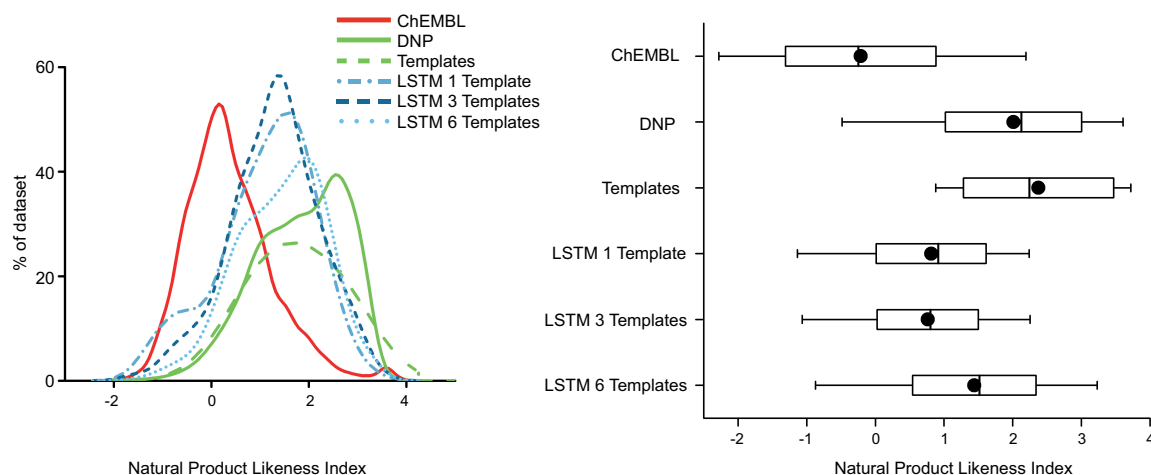 ChEMBL
DNP
Templates
LSTM 1 Template
LSTM 3 Templates
LSTM 6 Templates
60
40
20
0
% of dataset
-2 0 2 4
Natural Product Likeness Index
ChEMBL
DNP
Templates
LSTM 1 Template
LSTM 3 Templates
LSTM 6 Templates
-2 -1 0 1 2 3 4
Natural Product Likeness Index